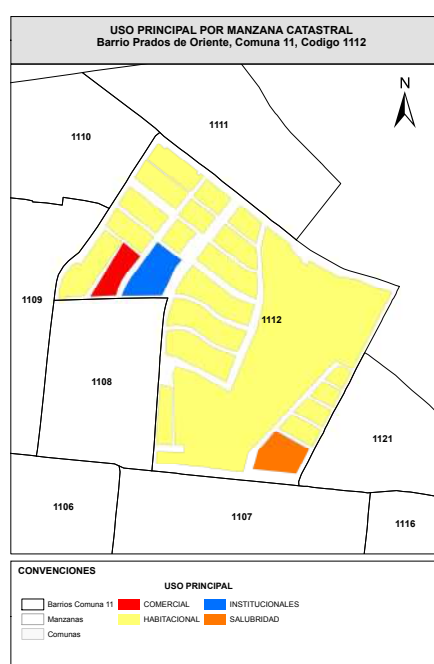 USO PRINCIPAL POR MANZANA CATASTRAL
Barrio Prados de Oriente, Comuna 11, Codigo 1112
N
1111
1110
1109
1112
1108
1121
1106
1107
1116
CONVENCIONES
USO PRINCIPAL
Barrios Comuna 11 COMERCIAL INSTITUCIONALES
Manzanas HABITACIONAL SALUBRIDAD
Comunas